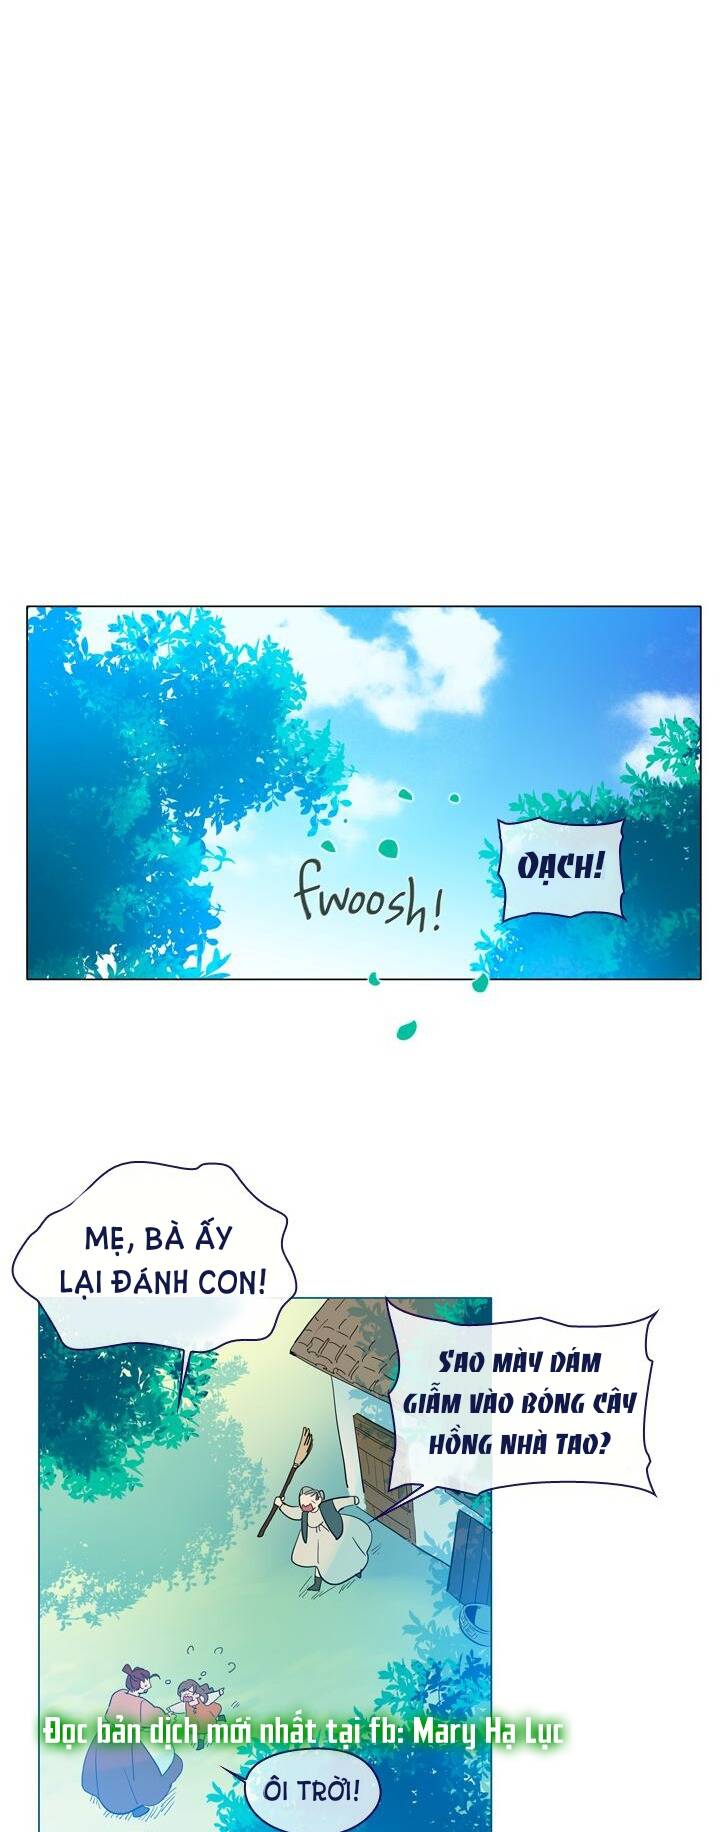 OẠCH!
FWOOSH!
MẸ, BÀ ẤY
LẠI ĐÁNH CON!
SAO MÀY DÁM
GIẪM VÀO BÓNG CÂY
HỒNG NHÀ TAO?
Đọc bản dịch mới nhất tại fb: Mary Hạ Lục
ÔI TRỜI!